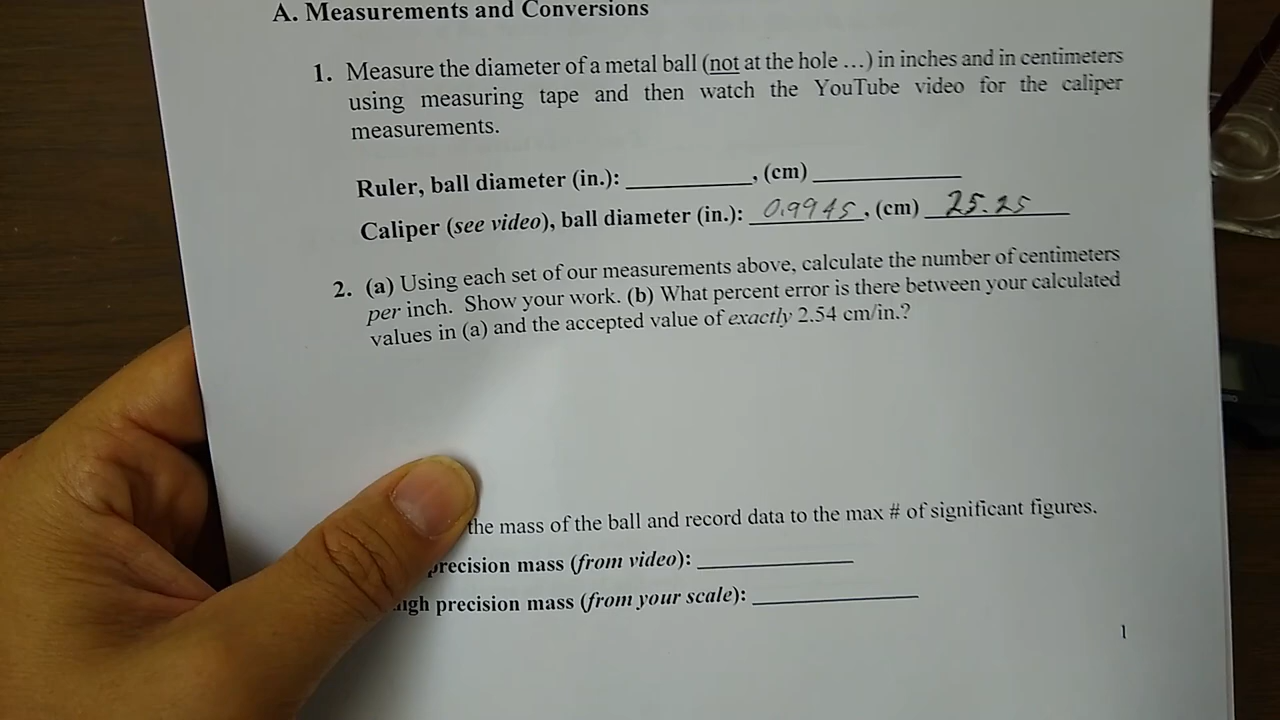 A. Measurements and Conversions
1. Measure the diameter of a metal ball (not at the hole …) in inches and in centimeters
using measuring tape and then watch the YouTube video for the caliper
measurements.
Ruler, ball diameter (in.): __________, (cm) ____________
Caliper (see video), ball diameter (in.): 0.9945, (cm) 25.25
2. (a) Using each set of our measurements above, calculate the number of centimeters
per inch. Show your work. (b) What percent error is there between your calculated
values in (a) and the accepted value of exactly 2.54 cm/in.?
the mass of the ball and record data to the max # of significant figures.
precision mass (from video): ____________
high precision mass (from your scale): ____________
1